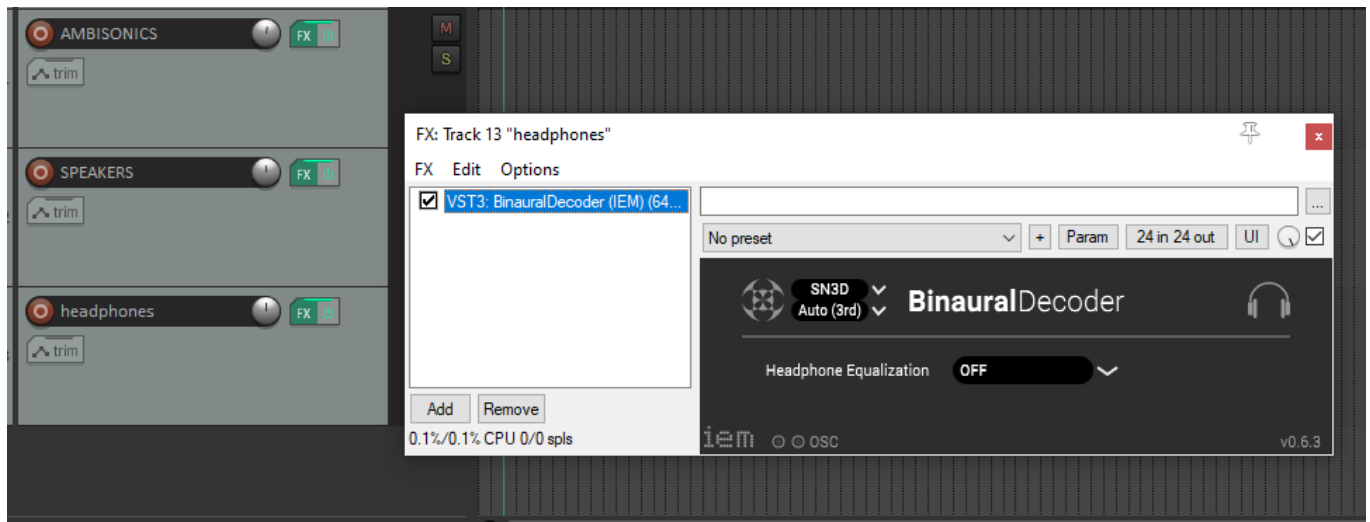 AMBISONICS
FX
M
S
trim
FX: Track 13 "headphones"
x
FX Edit Options
SPEAKERS
FX
VST3: BinauralDecoder (IEM) (64...
...
trim
No preset
+
Param
24 in 24 out
UI
SN3D
Auto (3rd)
BinauralDecoder
headphones
FX
trim
Headphone Equalization OFF
Add Remove
0.1%/0.1% CPU 0/0 spls
iem
OSC
v0.6.3